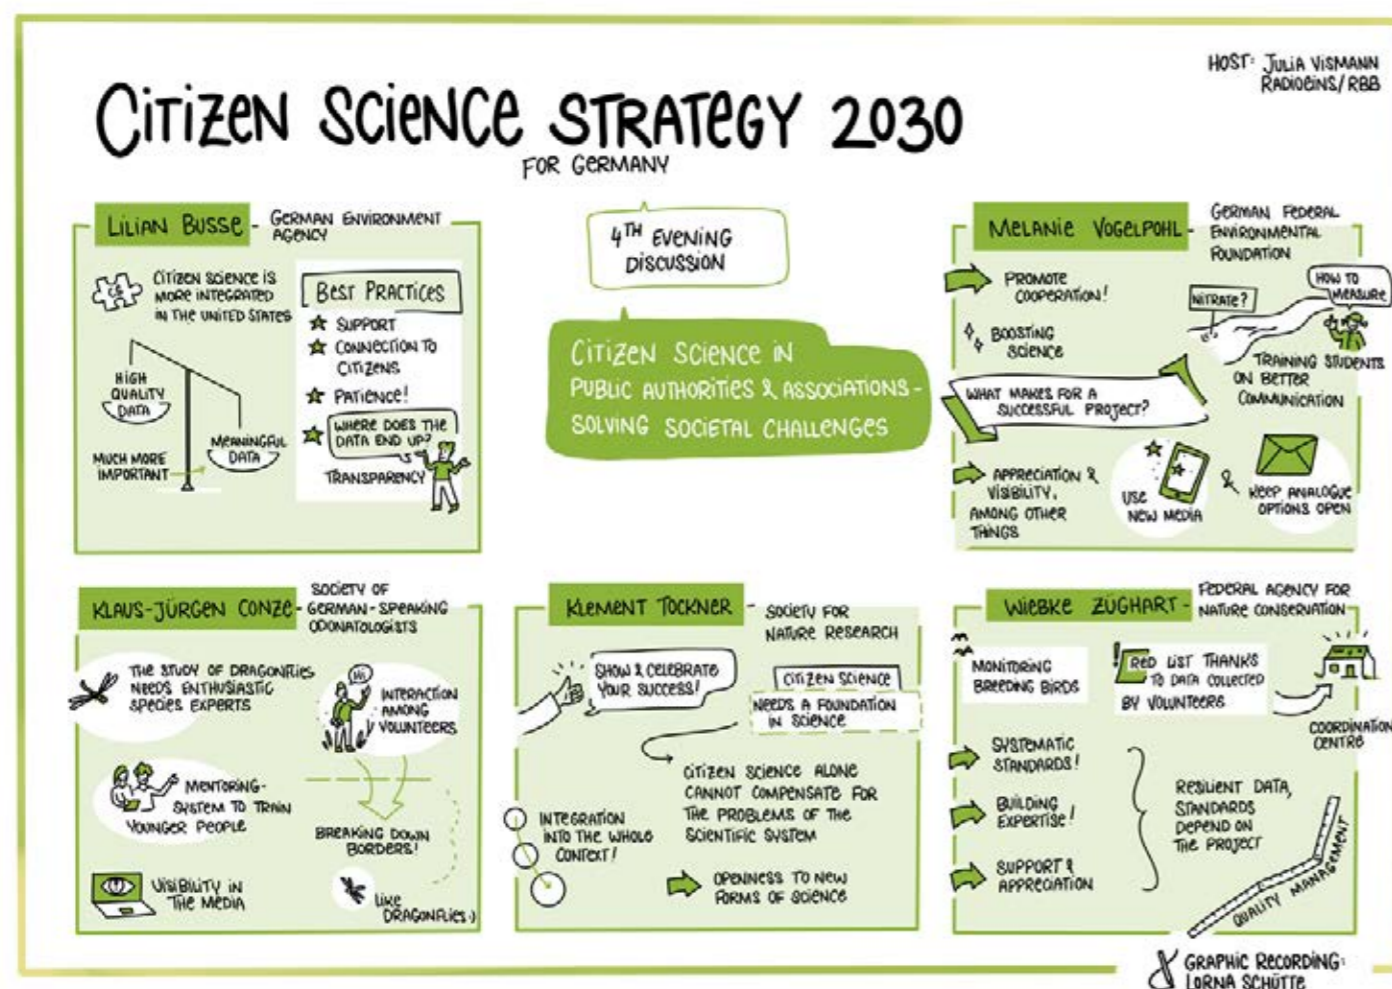 HOST: JULIA VISMANN
RADIOEINS/RBB
CITIZEN SCIENCE STRATEGY 2030
FOR GERMANY
4TH EVENING
DISCUSSION
CITIZEN SCIENCE IN
PUBLIC AUTHORITIES & ASSOCIATIONS -
SOLVING SOCIETAL CHALLENGES
LILIAN BUSSE - GERMAN ENVIRONMENT
AGENCY
CS
CITIZEN SCIENCE IS
MORE INTEGRATED
IN THE UNITED STATES
HIGH
QUALITY
DATA
MEANINGFUL
DATA
MUCH MORE
IMPORTANT
BEST PRACTICES
SUPPORT
CONNECTION TO
CITIZENS
PATIENCE!
WHERE DOES THE
DATA END UP?
TRANSPARENCY
MELANIE VOGELPOHL - GERMAN FEDERAL
ENVIRONMENTAL
FOUNDATION
PROMOTE
COOPERATION!
BOOSTING
SCIENCE
NITRATE?
HOW TO
MEASURE
TRAINING STUDENTS
ON BETTER
COMMUNICATION
WHAT MAKES FOR A
SUCCESSFUL PROJECT?
APPRECIATION &
VISIBILITY,
AMONG OTHER
THINGS
USE
NEW MEDIA
&
KEEP ANALOGUE
OPTIONS OPEN
KLAUS-JÜRGEN CONZE - SOCIETY OF
GERMAN-SPEAKING
ODONATOLOGISTS
THE STUDY OF DRAGONFLIES
NEEDS ENTHUSIASTIC
SPECIES EXPERTS
HI
INTERACTION
AMONG
VOLUNTEERS
MENTORING-
SYSTEM TO TRAIN
YOUNGER PEOPLE
BREAKING DOWN
BORDERS!
VISIBILITY IN
THE MEDIA
LIKE
DRAGONFLIES :)
KLEMENT TOCKNER - SOCIETY FOR
NATURE RESEARCH
SHOW & CELEBRATE
YOUR SUCCESS!
CITIZEN SCIENCE
NEEDS A FOUNDATION
IN SCIENCE
CITIZEN SCIENCE ALONE
CANNOT COMPENSATE FOR
THE PROBLEMS OF THE
SCIENTIFIC SYSTEM
INTEGRATION
INTO THE WHOLE
CONTEXT!
OPENNESS TO NEW
FORMS OF SCIENCE
WIEBKE ZÜGHART - FEDERAL AGENCY FOR
NATURE CONSERVATION
MONITORING
BREEDING BIRDS
! RED LIST THANKS
TO DATA COLLECTED
BY VOLUNTEERS
COORDINATION
CENTRE
SYSTEMATIC
STANDARDS!
BUILDING
EXPERTISE!
SUPPORT &
APPRECIATION
RESILIENT DATA,
STANDARDS
DEPEND ON
THE PROJECT
QUALITY MANAGEMENT
GRAPHIC RECORDING:
LORNA SCHÜTTE